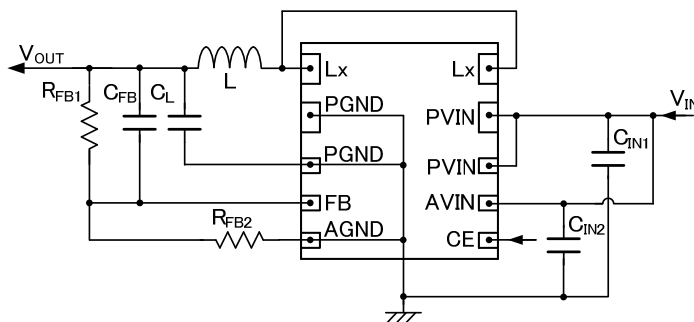 VOUT
RFB1
CFB
CL
L
Lx
Lx
PGND
PVIN
VIN
CIN1
PGND
PVIN
FB
AVIN
RFB2
AGND
CE
CIN2